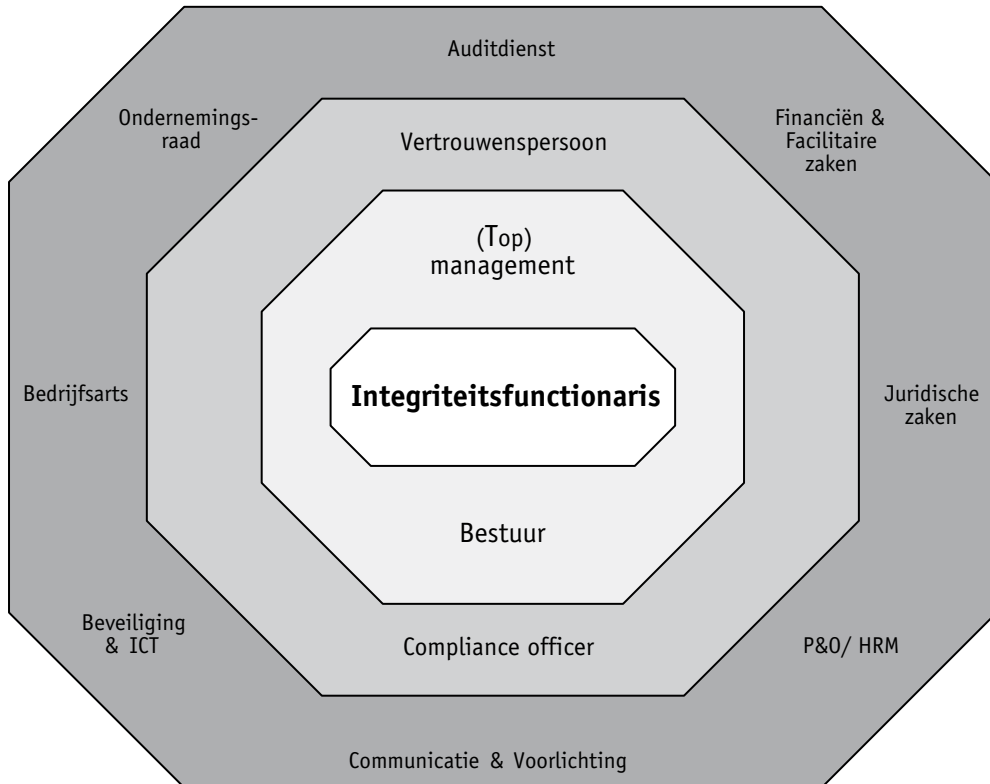 Auditdienst
Ondernemings-
raad
Financiën &
Facilitaire
zaken
Vertrouwenspersoon
(Top)
management
Bedrijfsarts
Integriteitsfunctionaris
Juridische
zaken
Bestuur
Beveiliging
& ICT
Compliance officer
P&O/ HRM
Communicatie & Voorlichting